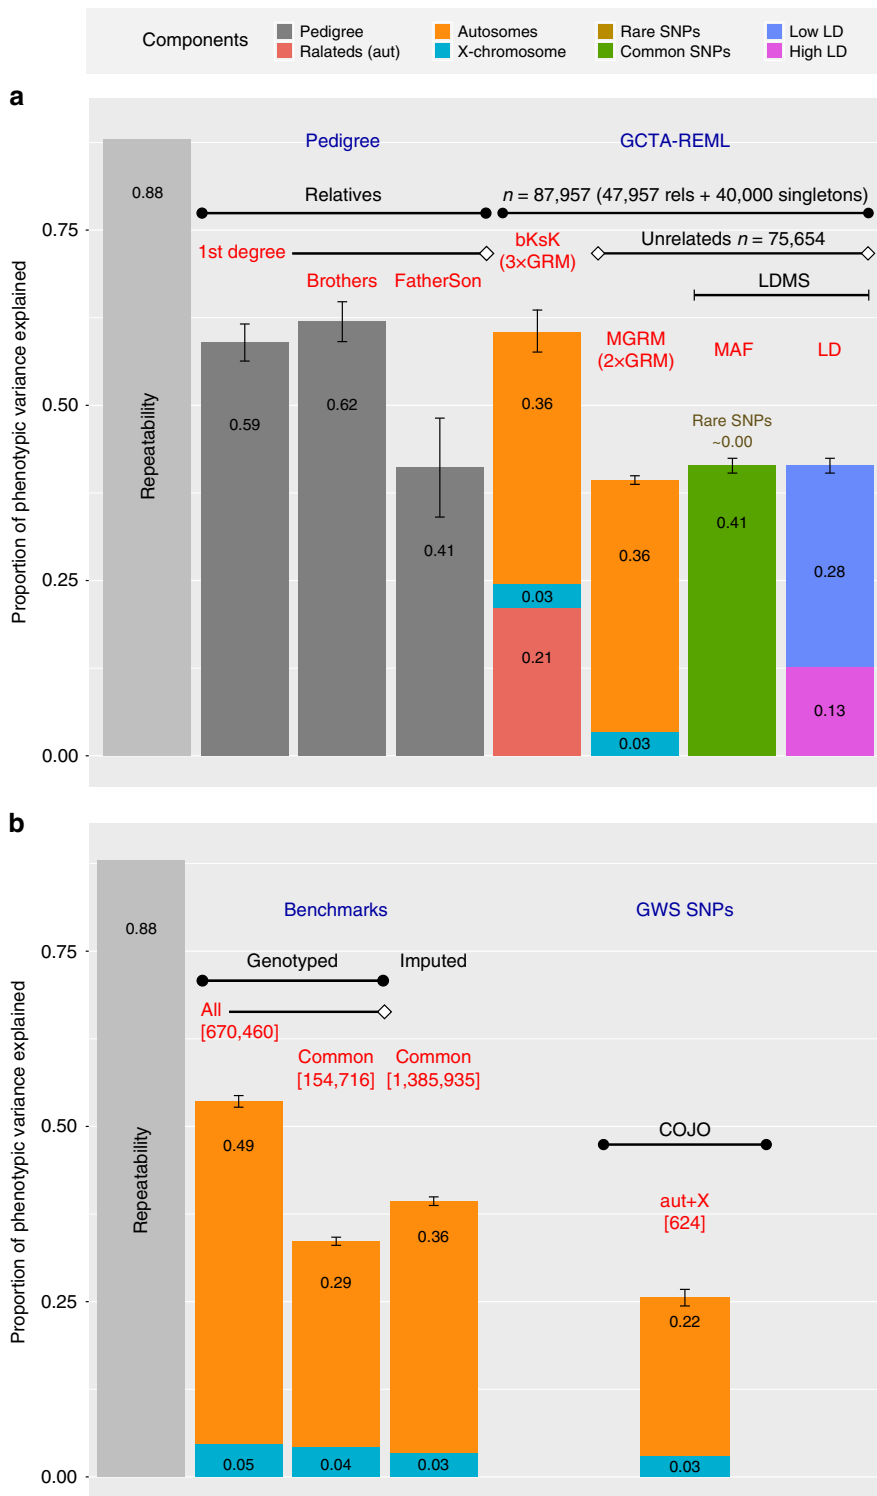 Components
Pedigree
Autosomes
Rare SNPs
Low LD
Ralateds (aut)
X-chromosome
Common SNPs
High LD
a
Proportion of phenotypic variance explained
0.75
0.50
0.25
0.00
Pedigree
GCTA-REML
0.88
Repeatability
Relatives
n = 87,957 (47,957 rels + 40,000 singletons)
1st degree
bKsK
(3×GRM)
Unrelateds n = 75,654
Brothers
FatherSon
LDMS
MGRM
(2×GRM)
MAF
LD
Rare SNPs
~0.00
0.59
0.62
0.41
0.36
0.03
0.21
0.36
0.03
0.41
0.28
0.13
b
Proportion of phenotypic variance explained
0.75
0.50
0.25
0.00
Benchmarks
GWS SNPs
0.88
Repeatability
Genotyped
Imputed
All
[670,460]
Common
[154,716]
Common
[1,385,935]
COJO
aut+X
[624]
0.49
0.05
0.29
0.04
0.36
0.03
0.22
0.03